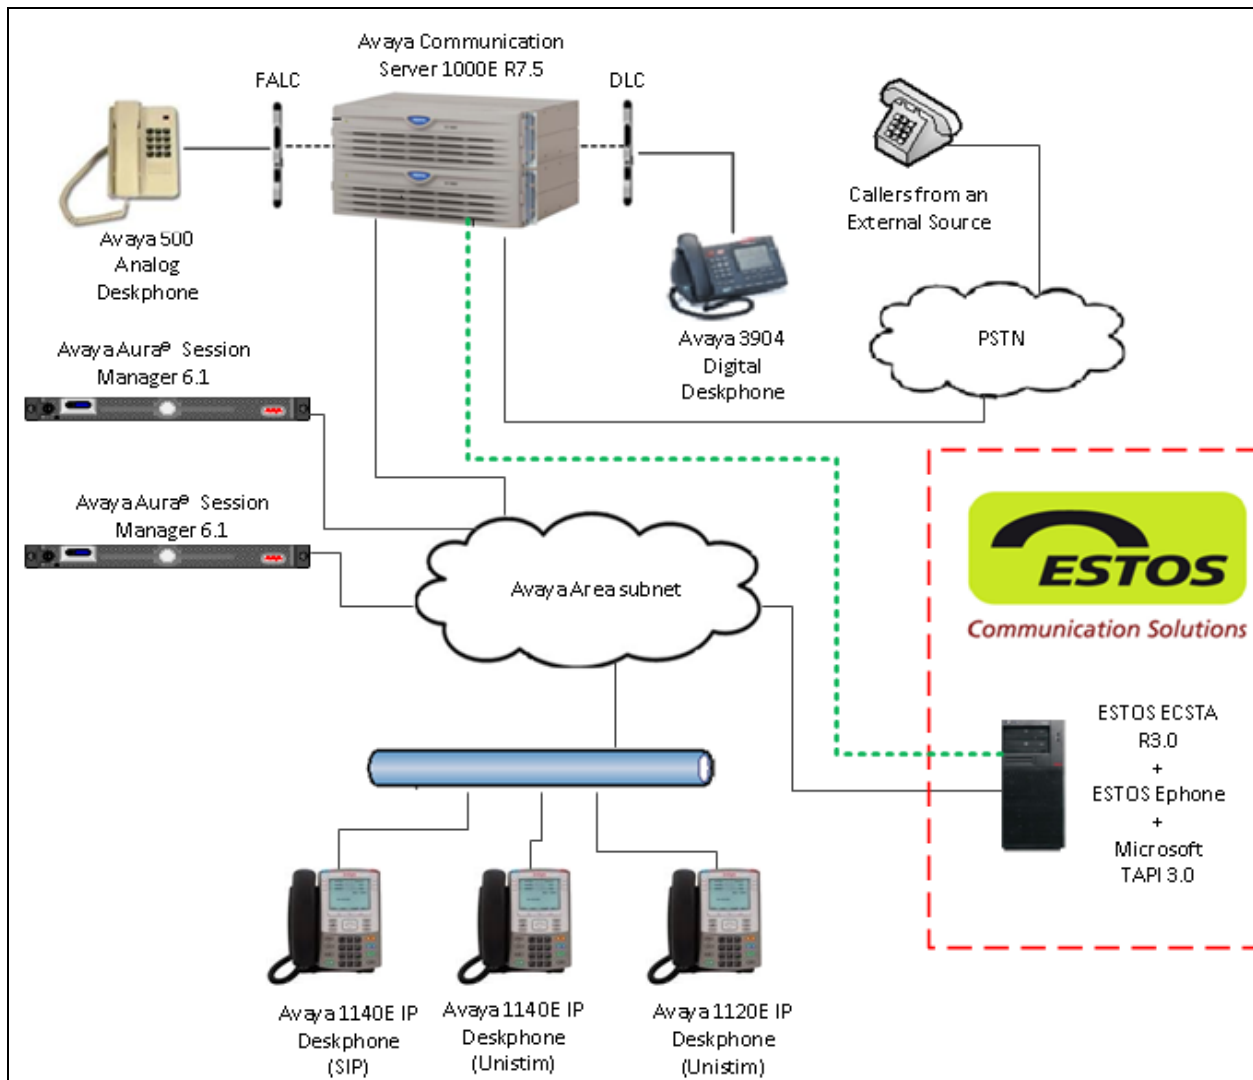 Avaya Communication
Server 1000E R7.5
FALC
DLC
Avaya 500
Analog
Deskphone
Callers from an
External Source
Avaya 3904
Digital
Deskphone
PSTN
Avaya Aura® Session
Manager 6.1
Avaya Aura® Session
Manager 6.1
Avaya Area subnet
ESTOS
Communication Solutions
ESTOS ECSTA
R3.0
+
ESTOS Ephone
+
Microsoft
TAPI 3.0
Avaya 1140E IP
Deskphone
(SIP)
Avaya 1140E IP
Deskphone
(Unistim)
Avaya 1120E IP
Deskphone
(Unistim)